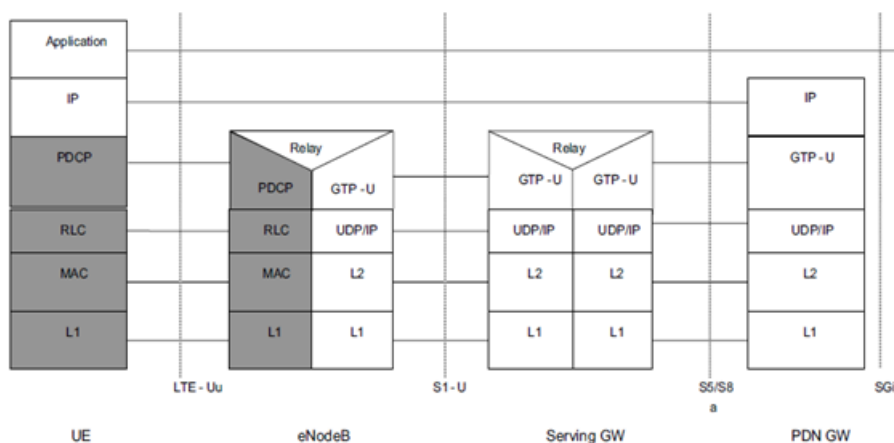 Application
IP
IP
PDCP
Relay
Relay
GTP - U
PDCP
GTP - U
GTP - U
GTP - U
RLC
RLC
UDP/IP
UDP/IP
UDP/IP
UDP/IP
MAC
MAC
L2
L2
L2
L2
L1
L1
L1
L1
L1
L1
LTE - Uu
S1 - U
S5/S8
a
UE
eNodeB
Serving GW
PDN GW